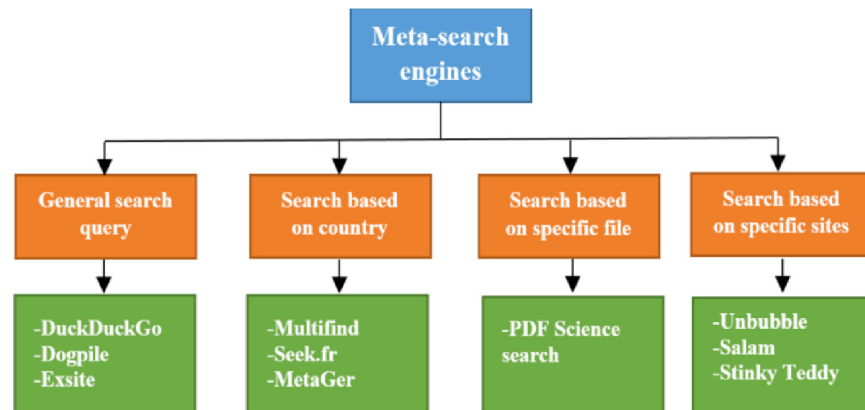 Meta-search
engines
General search
query
Search based
on country
Search based
on specific file
Search based
on specific sites
-DuckDuckGo
-Dogpile
-Exsite
-Multifind
-Seek.fr
-MetaGer
-PDF Science
search
-Unbubble
-Salam
-Stinky Teddy